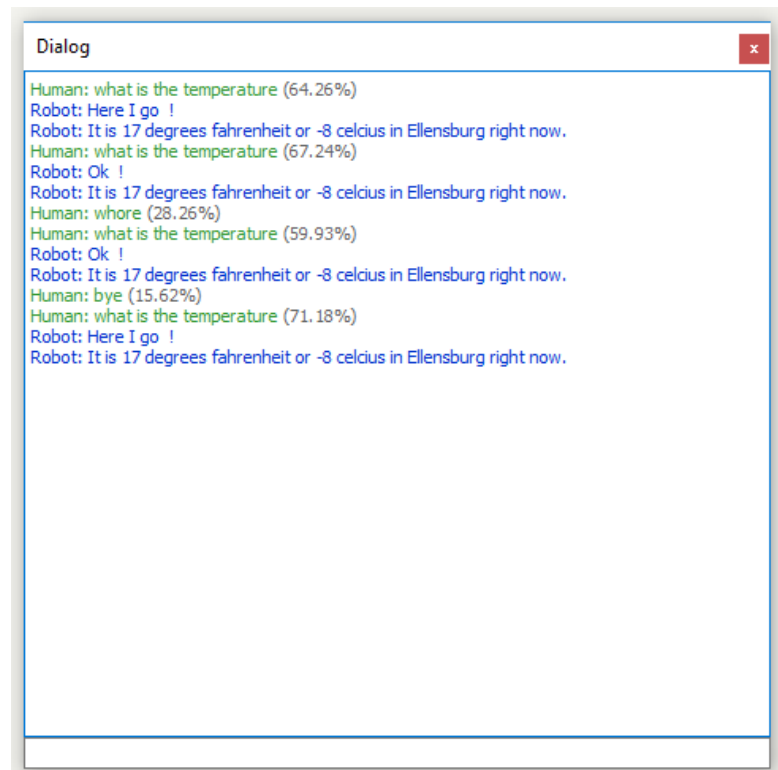 Dialog
x
Human: what is the temperature (64.26%)
Robot: Here I go  !
Robot: It is 17 degrees fahrenheit or -8 celcius in Ellensburg right now.
Human: what is the temperature (67.24%)
Robot: Ok  !
Robot: It is 17 degrees fahrenheit or -8 celcius in Ellensburg right now.
Human: whore (28.26%)
Human: what is the temperature (59.93%)
Robot: Ok  !
Robot: It is 17 degrees fahrenheit or -8 celcius in Ellensburg right now.
Human: bye (15.62%)
Human: what is the temperature (71.18%)
Robot: Here I go  !
Robot: It is 17 degrees fahrenheit or -8 celcius in Ellensburg right now.